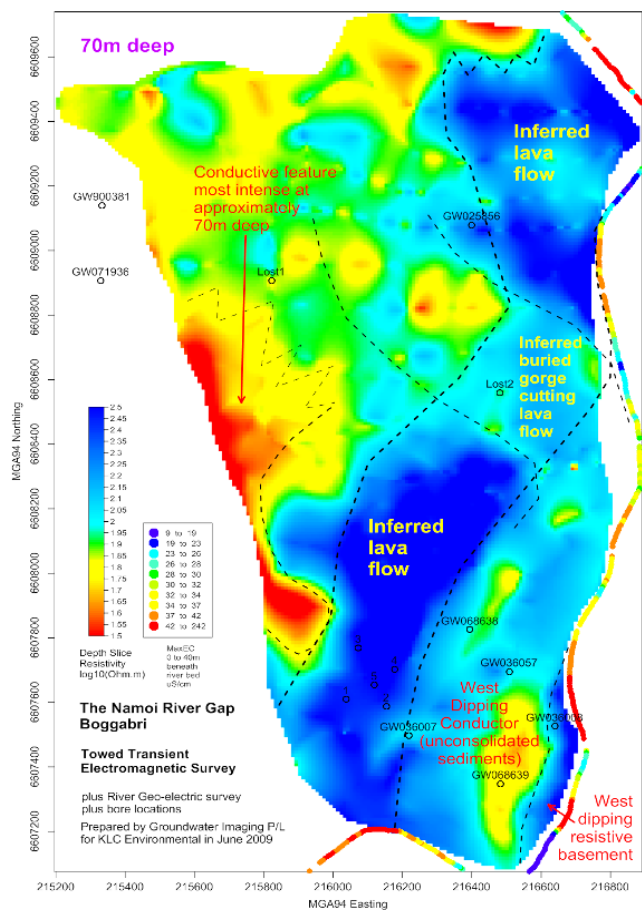 70m deep
6609600
6609400
6609200
6609000
6608800
6608600
6608400
6608200
6608000
6607800
6607600
6607400
6607200
MGA94 Northing
Inferred
lava
flow
Conductive feature
most intense at
approximately
70m deep
GW900381
GW025856
GW071936
Lost1
Inferred
buried
gorge
cutting
lava
flow
Lost2
2.5
2.45
2.4
2.35
2.3
2.25
2.2
2.15
2.1
2.05
2
1.95
1.9
1.85
1.8
1.75
1.7
1.65
1.6
1.55
1.5
Depth Slice
Resistivity
log10(Ohm.m)
9 to 19
19 to 23
23 to 26
26 to 28
28 to 30
30 to 32
32 to 34
34 to 37
37 to 42
42 to 242
MaxEC
0 to 40m
beneath
river bed
uS/cm
Inferred
lava
flow
GW068638
GW036057
1
2
5
4
GW036007
GW036008
West
Dipping
Conductor
(unconsolidated
sediments)
GW068639
West
dipping
resistive
basement
The Namoi River Gap
Boggabri
Towed Transient
Electromagnetic Survey
plus River Geo-electric survey
plus bore locations
Prepared by Groundwater Imaging P/L
for KLC Environmental in June 2009
215200
215400
215600
215800
216000
216200
216400
216600
216800
MGA94 Easting